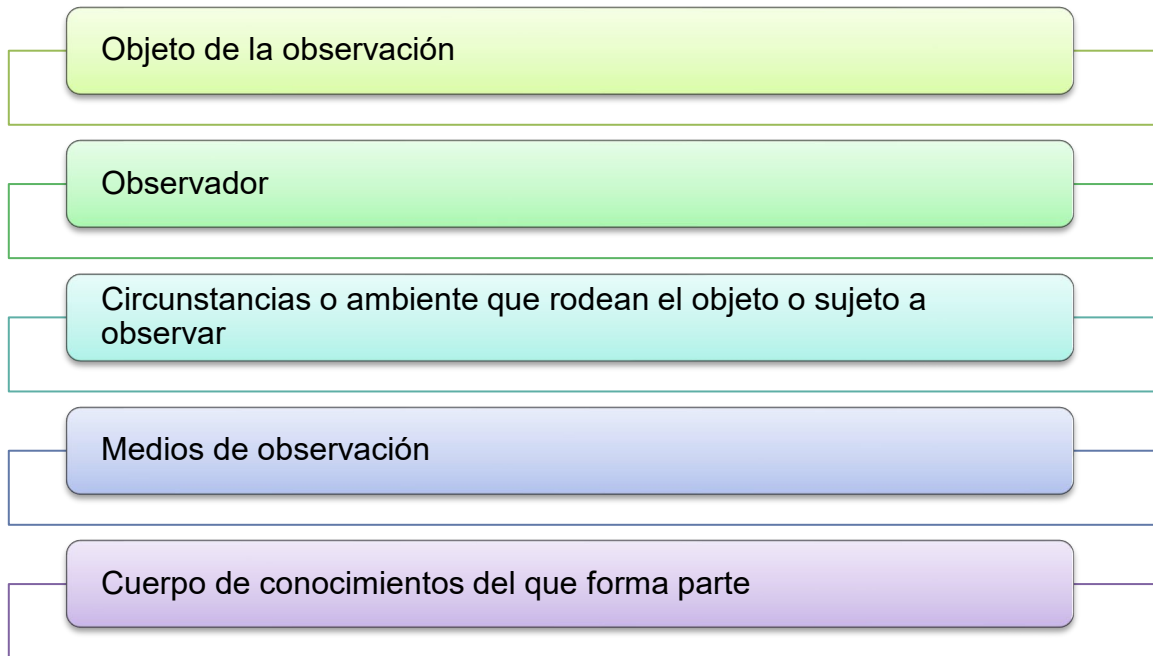 Objeto de la observación
Observador
Circunstancias o ambiente que rodean el objeto o sujeto a
observar
Medios de observación
Cuerpo de conocimientos del que forma parte